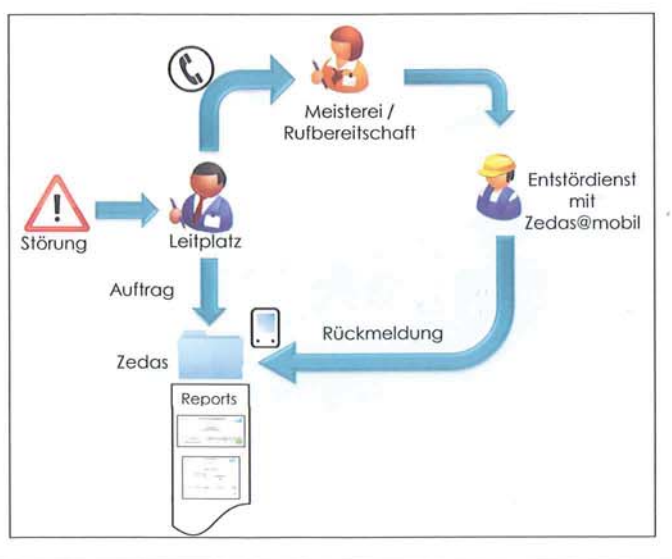 Meisterei /
Rufbereitschaft
Entstördienst
mit
Zedas@mobil
Störung
Leitplatz
Auftrag
Rückmeldung
Zedas
Reports